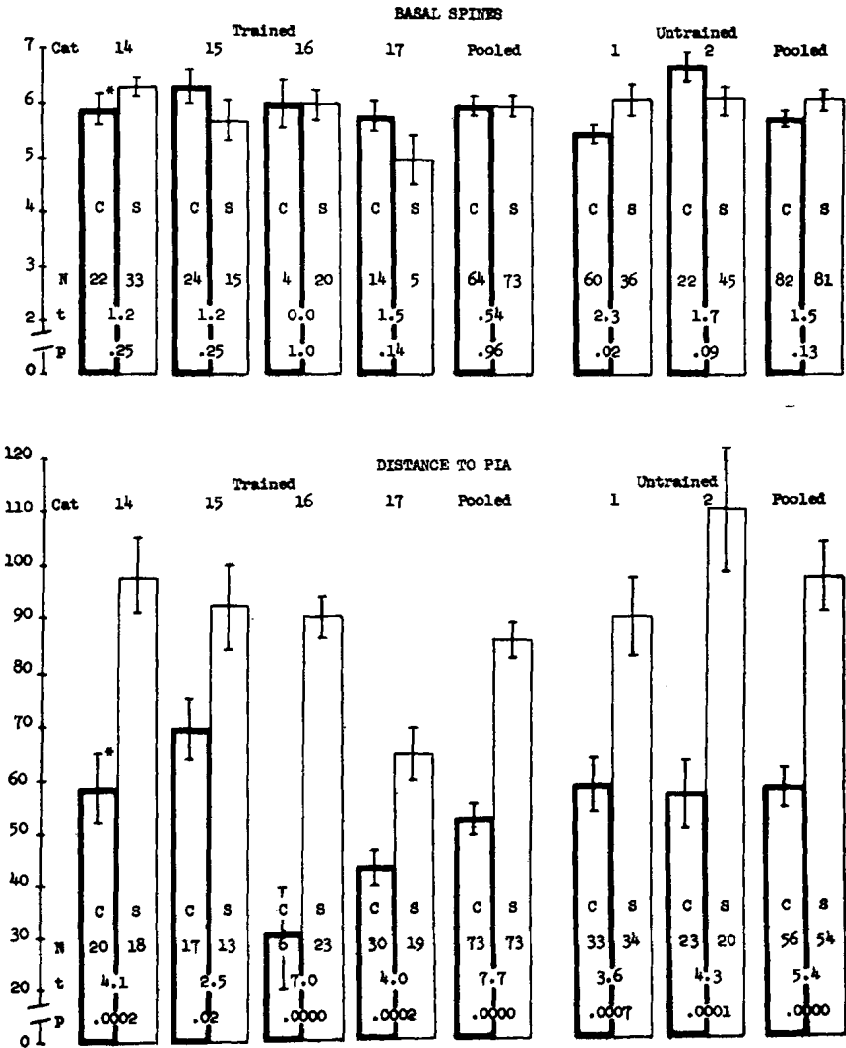 BASAL SPINES
Trained Untrained
7 Cat 14 15 16 17 Pooled 1 2 Pooled
*
6
5
4 C S C S C S C S C S C S C S C S
3 N 22 33 24 15 4 20 14 5 64 73 60 36 22 45 82 81
2 t 1.2 1.2 0.0 1.5 .54 2.3 1.7 1.5
P .25 .25 1.0 .14 .96 .02 .09 .13
0
120 DISTANCE TO PIA
Trained Untrained
110 Cat 14 15 16 17 Pooled 1 2 Pooled
100
90
80
70
*
60
50
40
C S C S C S C S C S C S C S C S
30 N 20 18 17 13 6 23 30 19 73 73 33 34 23 20 56 54
20 t 4.1 2.5 7.0 4.0 7.7 3.6 4.3 5.4
P .0002 .02 .0000 .0002 .0000 .0007 .0001 .0000
0